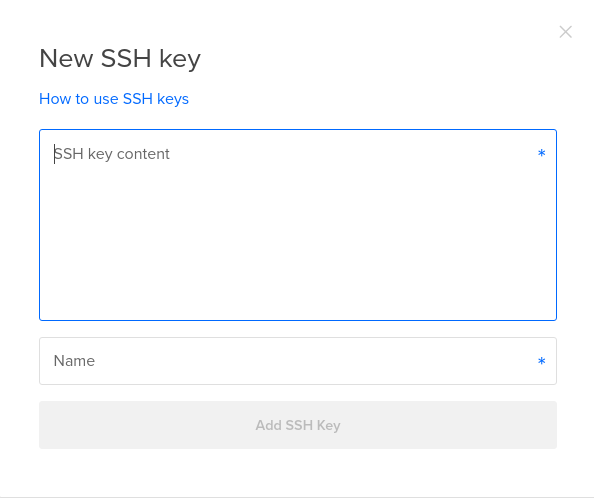 New SSH key
How to use SSH keys
SSH key content *
Name *
Add SSH Key